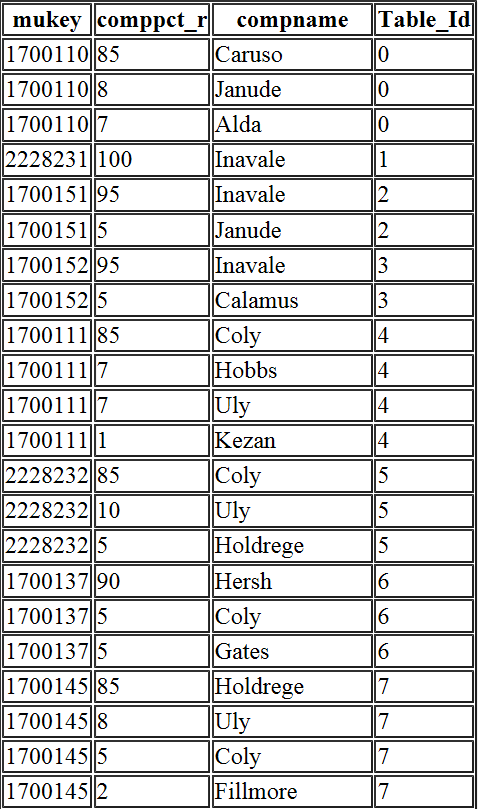 mukey comppct_r compname Table_Id
1700110 85 Caruso 0
1700110 8 Janude 0
1700110 7 Alda 0
2228231 100 Inavale 1
1700151 95 Inavale 2
1700151 5 Janude 2
1700152 95 Inavale 3
1700152 5 Calamus 3
1700111 85 Coly 4
1700111 7 Hobbs 4
1700111 7 Uly 4
1700111 1 Kezan 4
2228232 85 Coly 5
2228232 10 Uly 5
2228232 5 Holdrege 5
1700137 90 Hersh 6
1700137 5 Coly 6
1700137 5 Gates 6
1700145 85 Holdrege 7
1700145 8 Uly 7
1700145 5 Coly 7
1700145 2 Fillmore 7